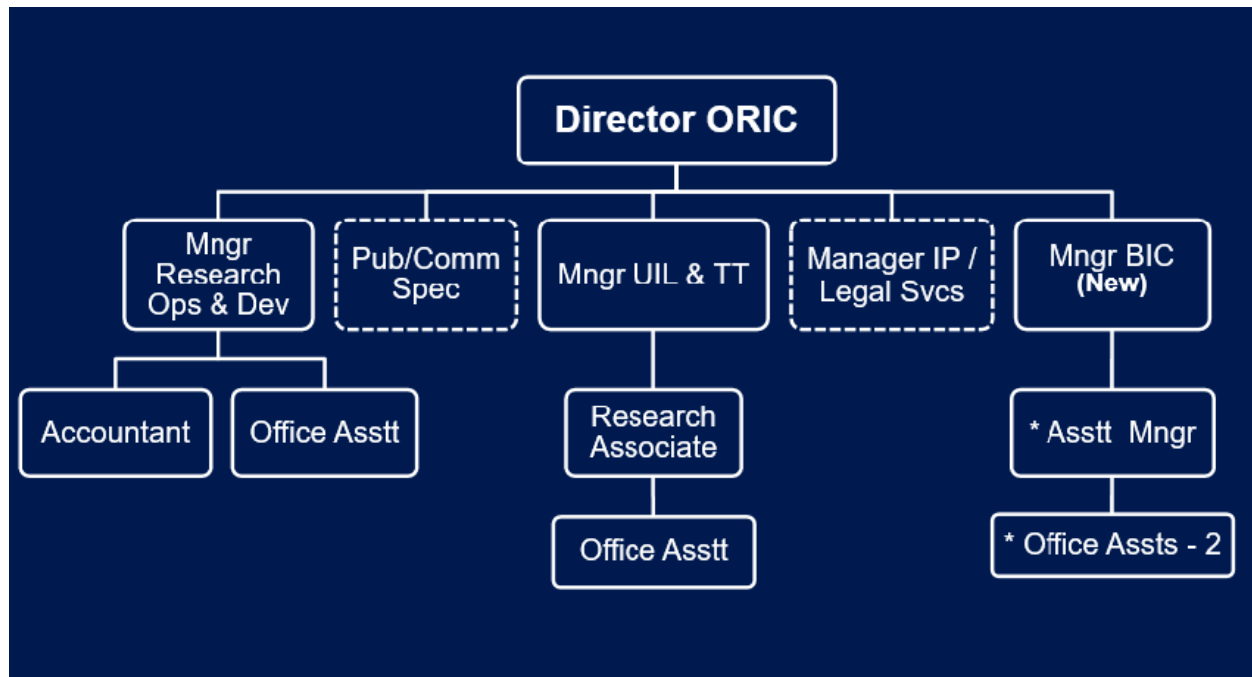 Director ORIC
Mngr
Research
Ops & Dev
Pub/Comm
Spec
Mngr UIL & TT
Manager IP /
Legal Svcs
Mngr BIC
(New)
Accountant
Office Asstt
Research
Associate
* Asstt Mngr
Office Asstt
* Office Assts - 2